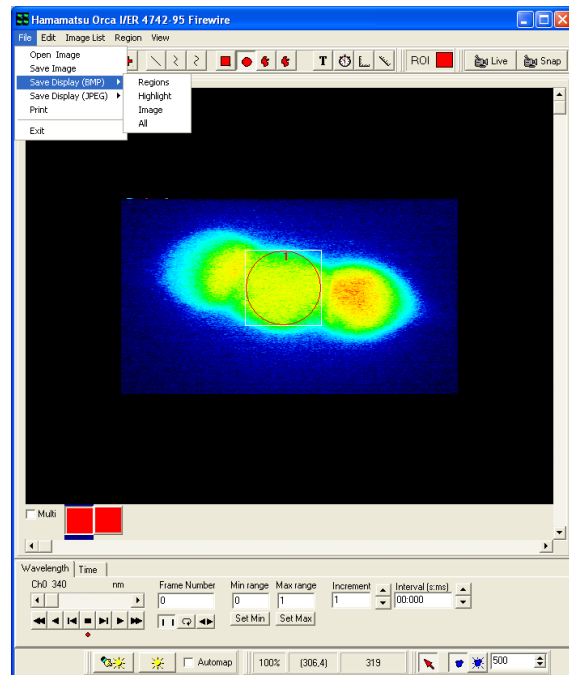 Hamamatsu Orca I/ER 4742-95 Firewire
File Edit Image List Region View
T ROI Live Snap
Open Image
Save Image
Save Display (BMP)
Save Display (JPEG)
Print
Exit
Regions
Highlight
Image
All
1
Multi
Wavelength Time
Ch0 340 nm Frame Number Min range Max range Increment Interval (s:ms)
0 0 1 1 00:000
Set Min Set Max
Automap 100% (306,4) 319 500